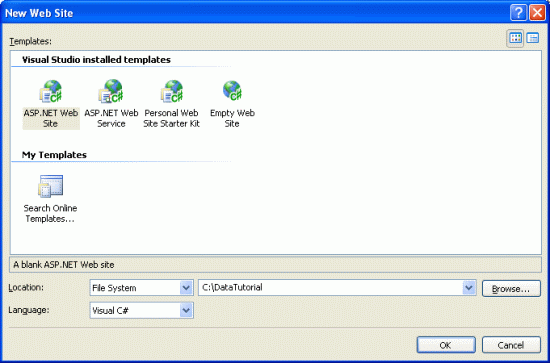 New Web Site
Templates:
Visual Studio installed templates
ASP.NET Web Site
ASP.NET Web Service
Personal Web Site Starter Kit
Empty Web Site
My Templates
Search Online Templates...
A blank ASP.NET Web site
Location:
File System
C:\DataTutorial
Browse...
Language:
Visual C#
OK
Cancel